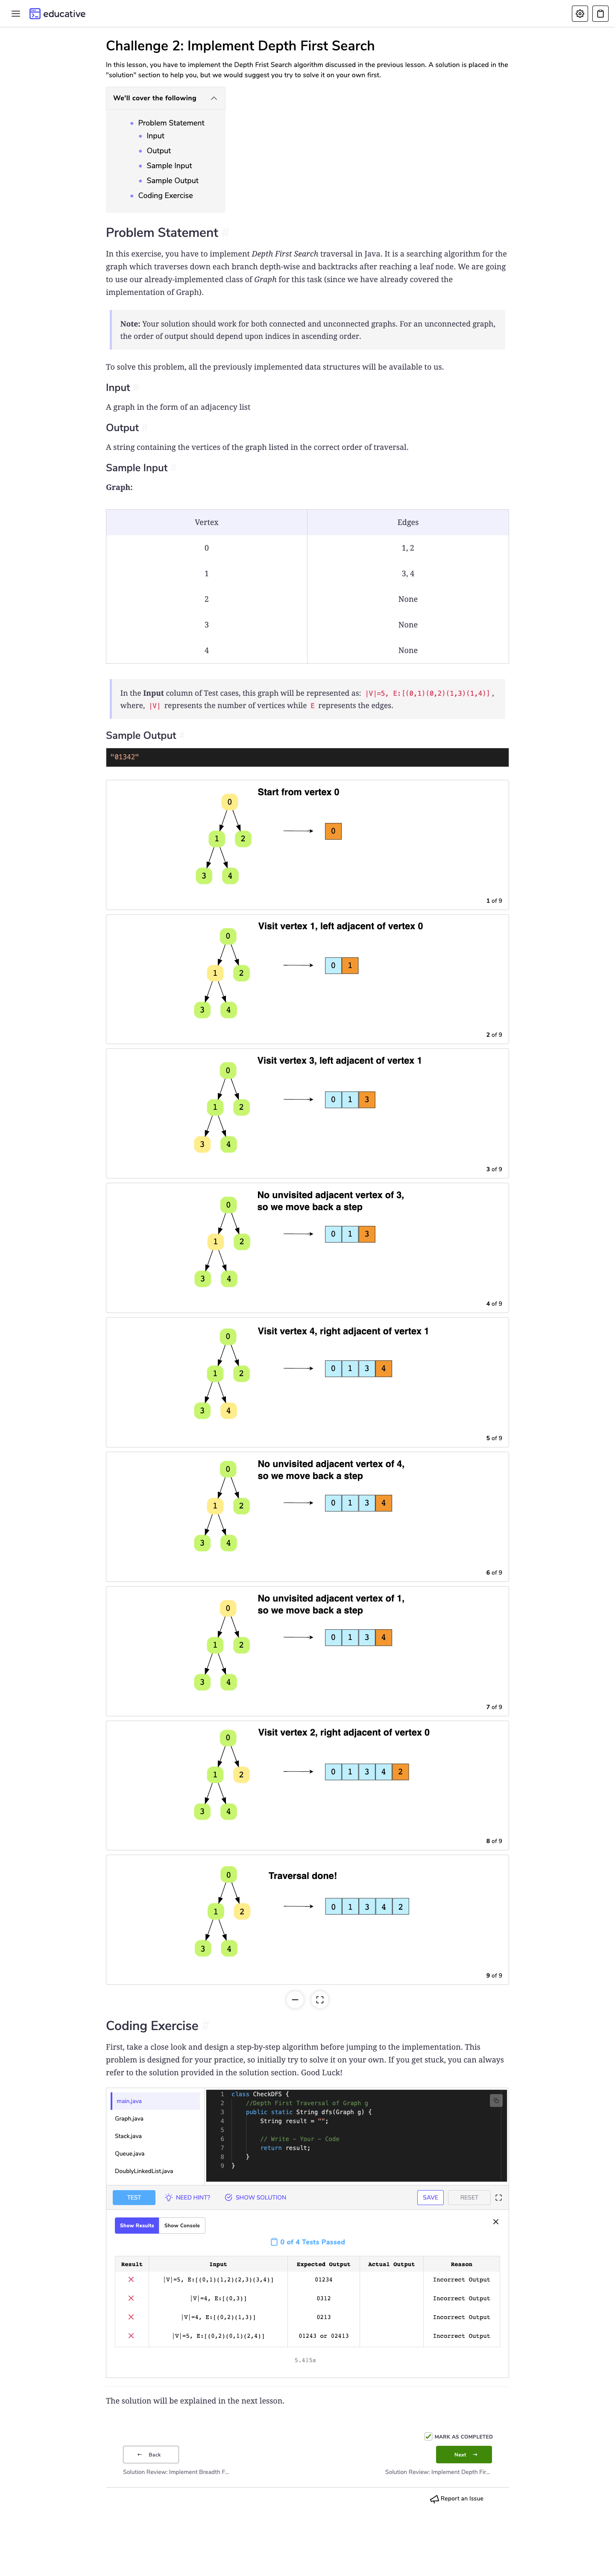 educative
Challenge 2: Implement Depth First Search
In this lesson, you have to implement the Depth Frist Search algorithm discussed in the previous lesson. A solution is placed in the
"solution" section to help you, but we would suggest you try to solve it on your own first.
We'll cover the following
Problem Statement
Input
Output
Sample Input
Sample Output
Coding Exercise
Problem Statement
In this exercise, you have to implement Depth First Search traversal in Java. It is a searching algorithm for the
graph which traverses down each branch depth-wise and backtracks after reaching a leaf node. We are going
to use our already-implemented class of Graph for this task (since we have already covered the
implementation of Graph).
Note: Your solution should work for both connected and unconnected graphs. For an unconnected graph,
the order of output should depend upon indices in ascending order.
To solve this problem, all the previously implemented data structures will be available to us.
Input
A graph in the form of an adjacency list
Output
A string containing the vertices of the graph listed in the correct order of traversal.
Sample Input
Graph:
Vertex Edges
0 1, 2
1 3, 4
2 None
3 None
4 None
In the Input column of Test cases, this graph will be represented as: |V|=5, E:[(0,1)(0,2)(1,3)(1,4)],
where, |V| represents the number of vertices while E represents the edges.
Sample Output
"01342"
Start from vertex 0
0
1 2
3 4
0
1 of 9
Visit vertex 1, left adjacent of vertex 0
0
1 2
3 4
0 1
2 of 9
Visit vertex 3, left adjacent of vertex 1
0
1 2
3 4
0 1 3
3 of 9
No unvisited adjacent vertex of 3,
so we move back a step
0
1 2
3 4
0 1 3
4 of 9
Visit vertex 4, right adjacent of vertex 1
0
1 2
3 4
0 1 3 4
5 of 9
No unvisited adjacent vertex of 4,
so we move back a step
0
1 2
3 4
0 1 3 4
6 of 9
No unvisited adjacent vertex of 1,
so we move back a step
0
1 2
3 4
0 1 3 4
7 of 9
Visit vertex 2, right adjacent of vertex 0
0
1 2
3 4
0 1 3 4 2
8 of 9
Traversal done!
0
1 2
3 4
0 1 3 4 2
9 of 9
Coding Exercise
First, take a close look and design a step-by-step algorithm before jumping to the implementation. This
problem is designed for your practice, so initially try to solve it on your own. If you get stuck, you can always
refer to the solution provided in the solution section. Good Luck!
main.java
Graph.java
Stack.java
Queue.java
DoublyLinkedList.java
1 class CheckDFS {
2 //Depth First Traversal of Graph g
3 public static String dfs(Graph g) {
4 String result = "";
5
6 // Write – Your – Code
7 return result;
8 }
9 }
TEST NEED HINT? SHOW SOLUTION SAVE RESET
Show Results Show Console
0 of 4 Tests Passed
Result Input Expected Output Actual Output Reason
|V|=5, E:[(0,1)(1,2)(2,3)(3,4)] 01234 Incorrect Output
|V|=4, E:[(0,3)] 0312 Incorrect Output
|V|=4, E:[(0,2)(1,3)] 0213 Incorrect Output
|V|=5, E:[(0,2)(0,1)(2,4)] 01243 or 02413 Incorrect Output
5.435s
The solution will be explained in the next lesson.
MARK AS COMPLETED
← Back Next →
Solution Review: Implement Breadth F... Solution Review: Implement Depth Fir...
Report an Issue